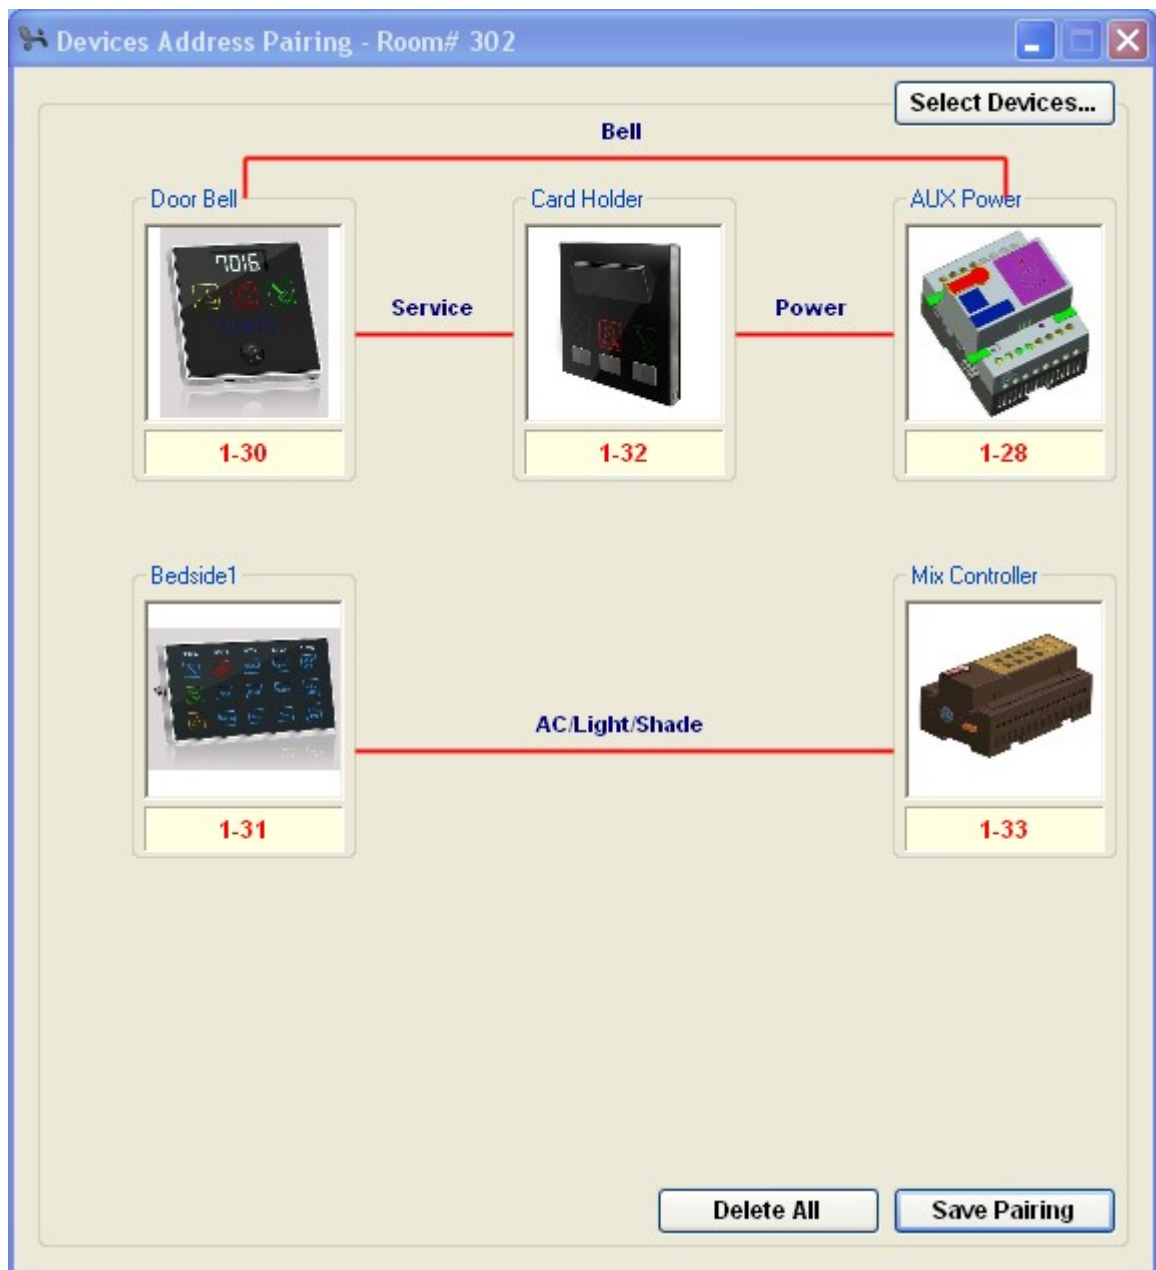 Devices Address Pairing - Room# 302
Select Devices...
Bell
Door Bell
Card Holder
AUX Power
7016
Service
Power
1-30
1-32
1-28
Bedside1
Mix Controller
AC/Light/Shade
1-31
1-33
Delete All
Save Pairing